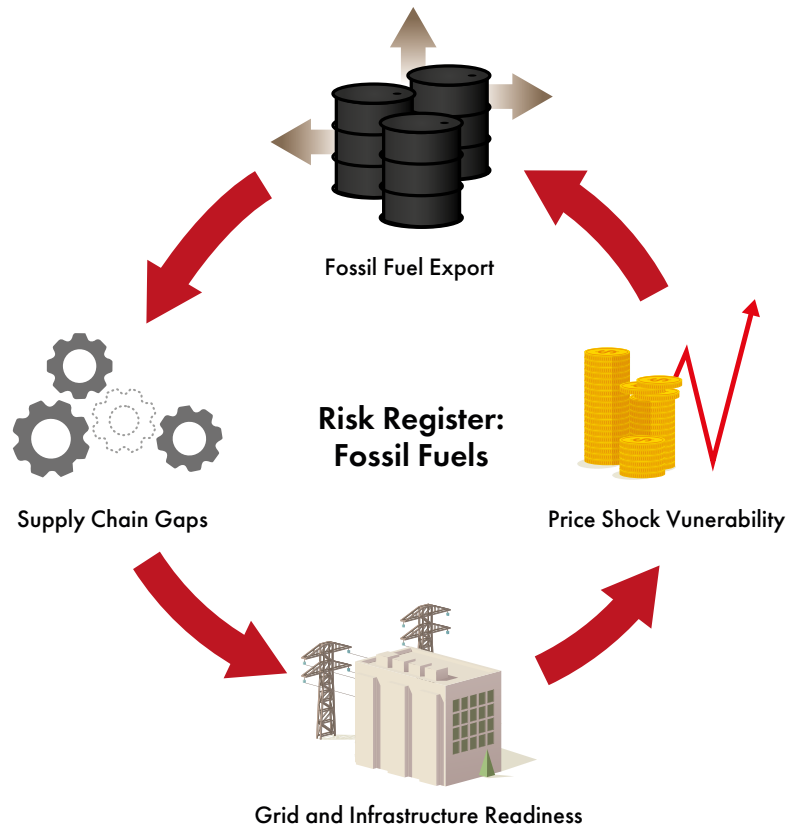 Fossil Fuel Export
Risk Register:
Fossil Fuels
Supply Chain Gaps
Price Shock Vunerability
Grid and Infrastructure Readiness